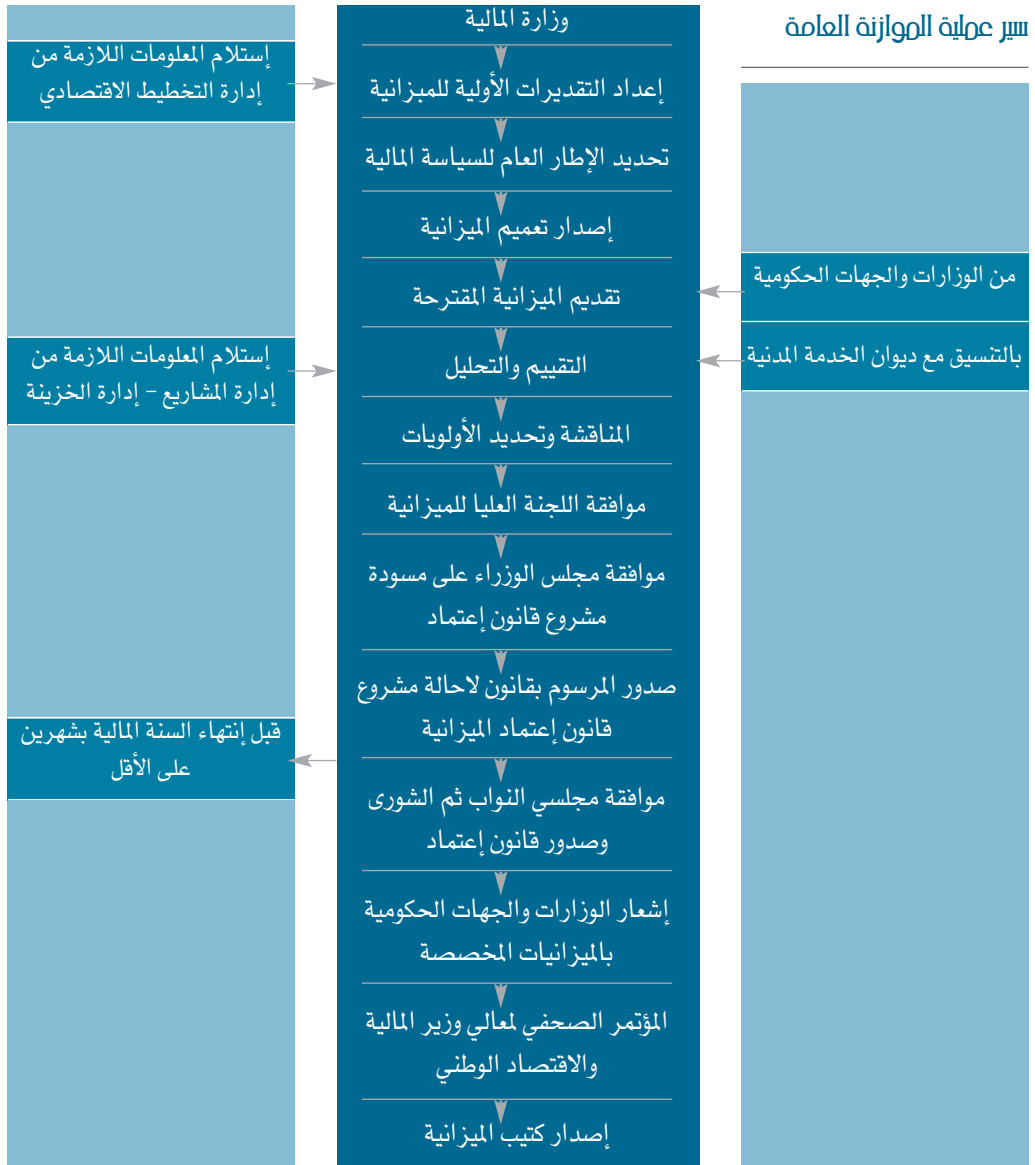 سير عملية الموازنة العامة
وزارة المالية
إعداد التقديرات الأولية للميزانية
إستلام المعلومات اللازمة من
إدارة التخطيط الاقتصادي
تحديد الإطار العام للسياسة المالية
إصدار تعميم الميزانية
من الوزارات والجهات الحكومية
تقديم الميزانية المقترحة
بالتنسيق مع ديوان الخدمة المدنية
التقييم والتحليل
إستلام المعلومات اللازمة من
إدارة المشاريع – إدارة الخزينة
المناقشة وتحديد الأولويات
موافقة اللجنة العليا للميزانية
موافقة مجلس الوزراء على مسودة
مشروع قانون إعتماد
صدور المرسوم بقانون لاحالة مشروع
قانون إعتماد الميزانية
قبل إنتهاء السنة المالية بشهرين
على الأقل
موافقة مجلسي النواب ثم الشورى
وصدور قانون إعتماد
إشعار الوزارات والجهات الحكومية
بالميزانيات المخصصة
المؤتمر الصحفي لمعالي وزير المالية
والاقتصاد الوطني
إصدار كتيب الميزانية